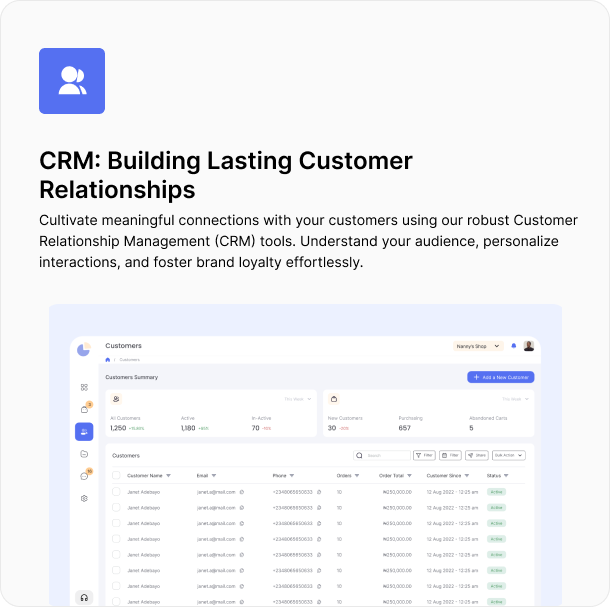 CRM: Building Lasting Customer
Relationships
Cultivate meaningful connections with your customers using our robust Customer
Relationship Management (CRM) tools. Understand your audience, personalize
interactions, and foster brand loyalty effortlessly.
Customers
Nanny's Shop
Customers
Customers Summary
Add a New Customer
This Week
This Week
All Customers Active In-Active
New Customers Purchasing Abandoned Carts
1,250 1,180 70
30 657 5
Customers
Search Filter Filter Share Bulk Action
Customer Name Email Phone Orders Order Total Customer Since Status
Janet Adebayo janet.a@mail.com +2348065650633 10 ₦250,000.00 12 Aug 2022 - 12:25 am Active
Janet Adebayo janet.a@mail.com +2348065650633 10 ₦250,000.00 12 Aug 2022 - 12:25 am Active
Janet Adebayo janet.a@mail.com +2348065650633 10 ₦250,000.00 12 Aug 2022 - 12:25 am Active
Janet Adebayo janet.a@mail.com +2348065650633 10 ₦250,000.00 12 Aug 2022 - 12:25 am Active
Janet Adebayo janet.a@mail.com +2348065650633 10 ₦250,000.00 12 Aug 2022 - 12:25 am Active
Janet Adebayo janet.a@mail.com +2348065650633 10 ₦250,000.00 12 Aug 2022 - 12:25 am Active
Janet Adebayo janet.a@mail.com +2348065650633 10 ₦250,000.00 12 Aug 2022 - 12:25 am Active
Janet Adebayo janet.a@mail.com +2348065650633 10 ₦250,000.00 12 Aug 2022 - 12:25 am Active